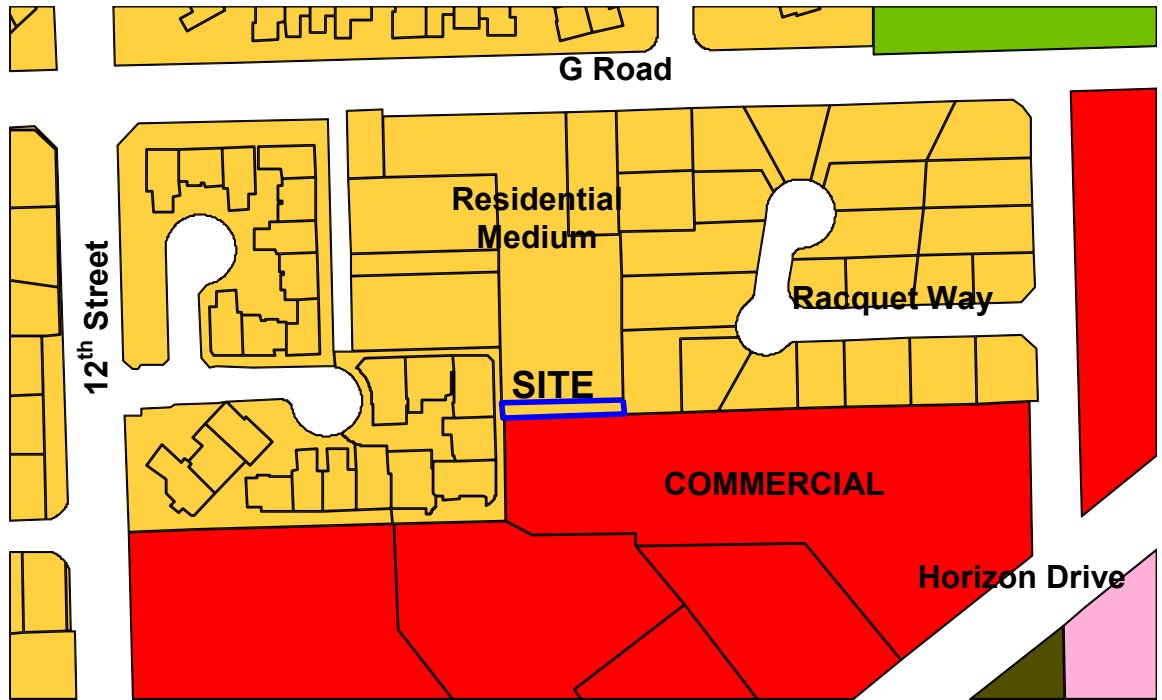 G Road
Residential
Medium
12th Street
Racquet Way
SITE
COMMERCIAL
Horizon Drive